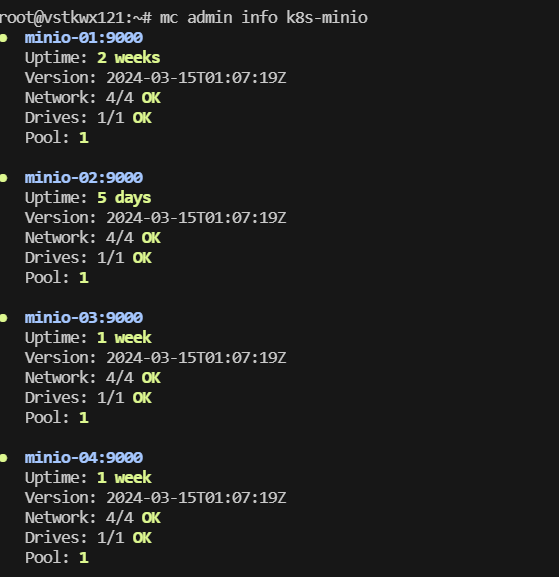 root@vstkwx121:~# mc admin info k8s-minio
● minio-01:9000
Uptime: 2 weeks
Version: 2024-03-15T01:07:19Z
Network: 4/4 OK
Drives: 1/1 OK
Pool: 1
● minio-02:9000
Uptime: 5 days
Version: 2024-03-15T01:07:19Z
Network: 4/4 OK
Drives: 1/1 OK
Pool: 1
● minio-03:9000
Uptime: 1 week
Version: 2024-03-15T01:07:19Z
Network: 4/4 OK
Drives: 1/1 OK
Pool: 1
● minio-04:9000
Uptime: 1 week
Version: 2024-03-15T01:07:19Z
Network: 4/4 OK
Drives: 1/1 OK
Pool: 1